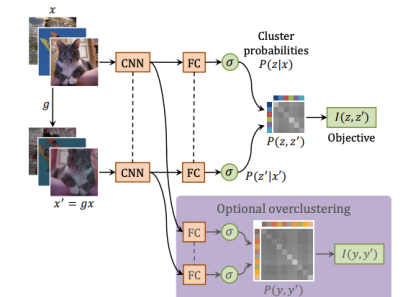 x
Cluster
probabilities
P(z|x)
CNN
FC
σ
g
P(z, z′)
I(z, z′)
Objective
CNN
FC
σ
P(z′|x′)
x′ = gx
Optional overclustering
FC
σ
FC
σ
P(y, y′)
I(y, y′)